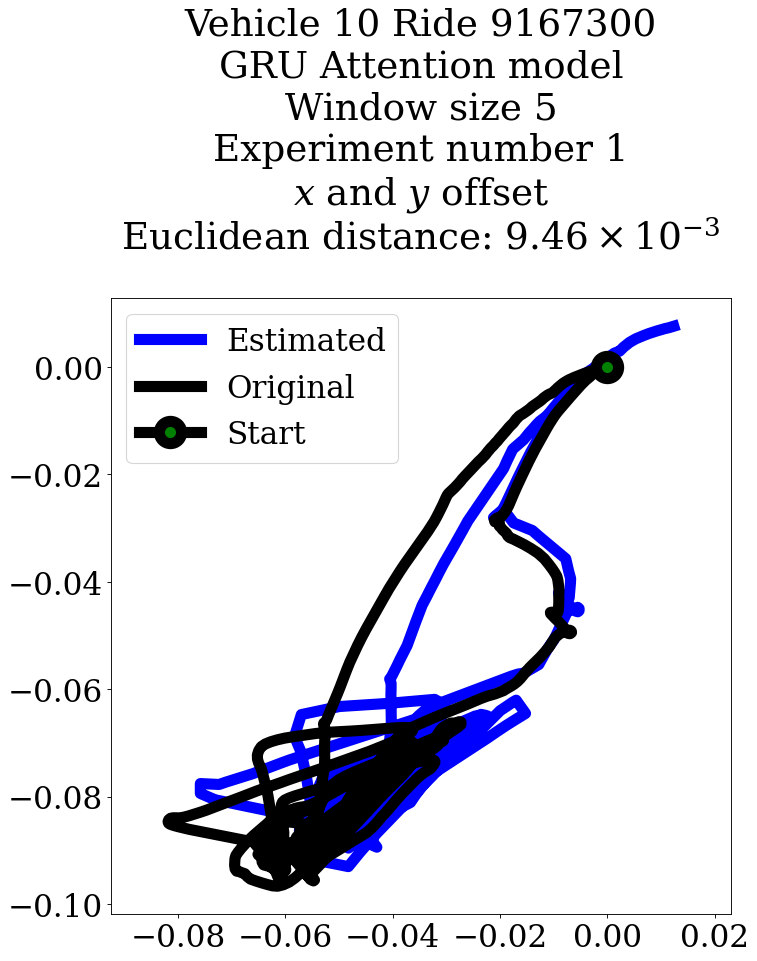 Vehicle 10 Ride 9167300
GRU Attention model
Window size 5
Experiment number 1
x and y offset
Euclidean distance: 9.46 × 10⁻³
Estimated
Original
Start
0.00
−0.02
−0.04
−0.06
−0.08
−0.10
−0.08 −0.06 −0.04 −0.02 0.00 0.02